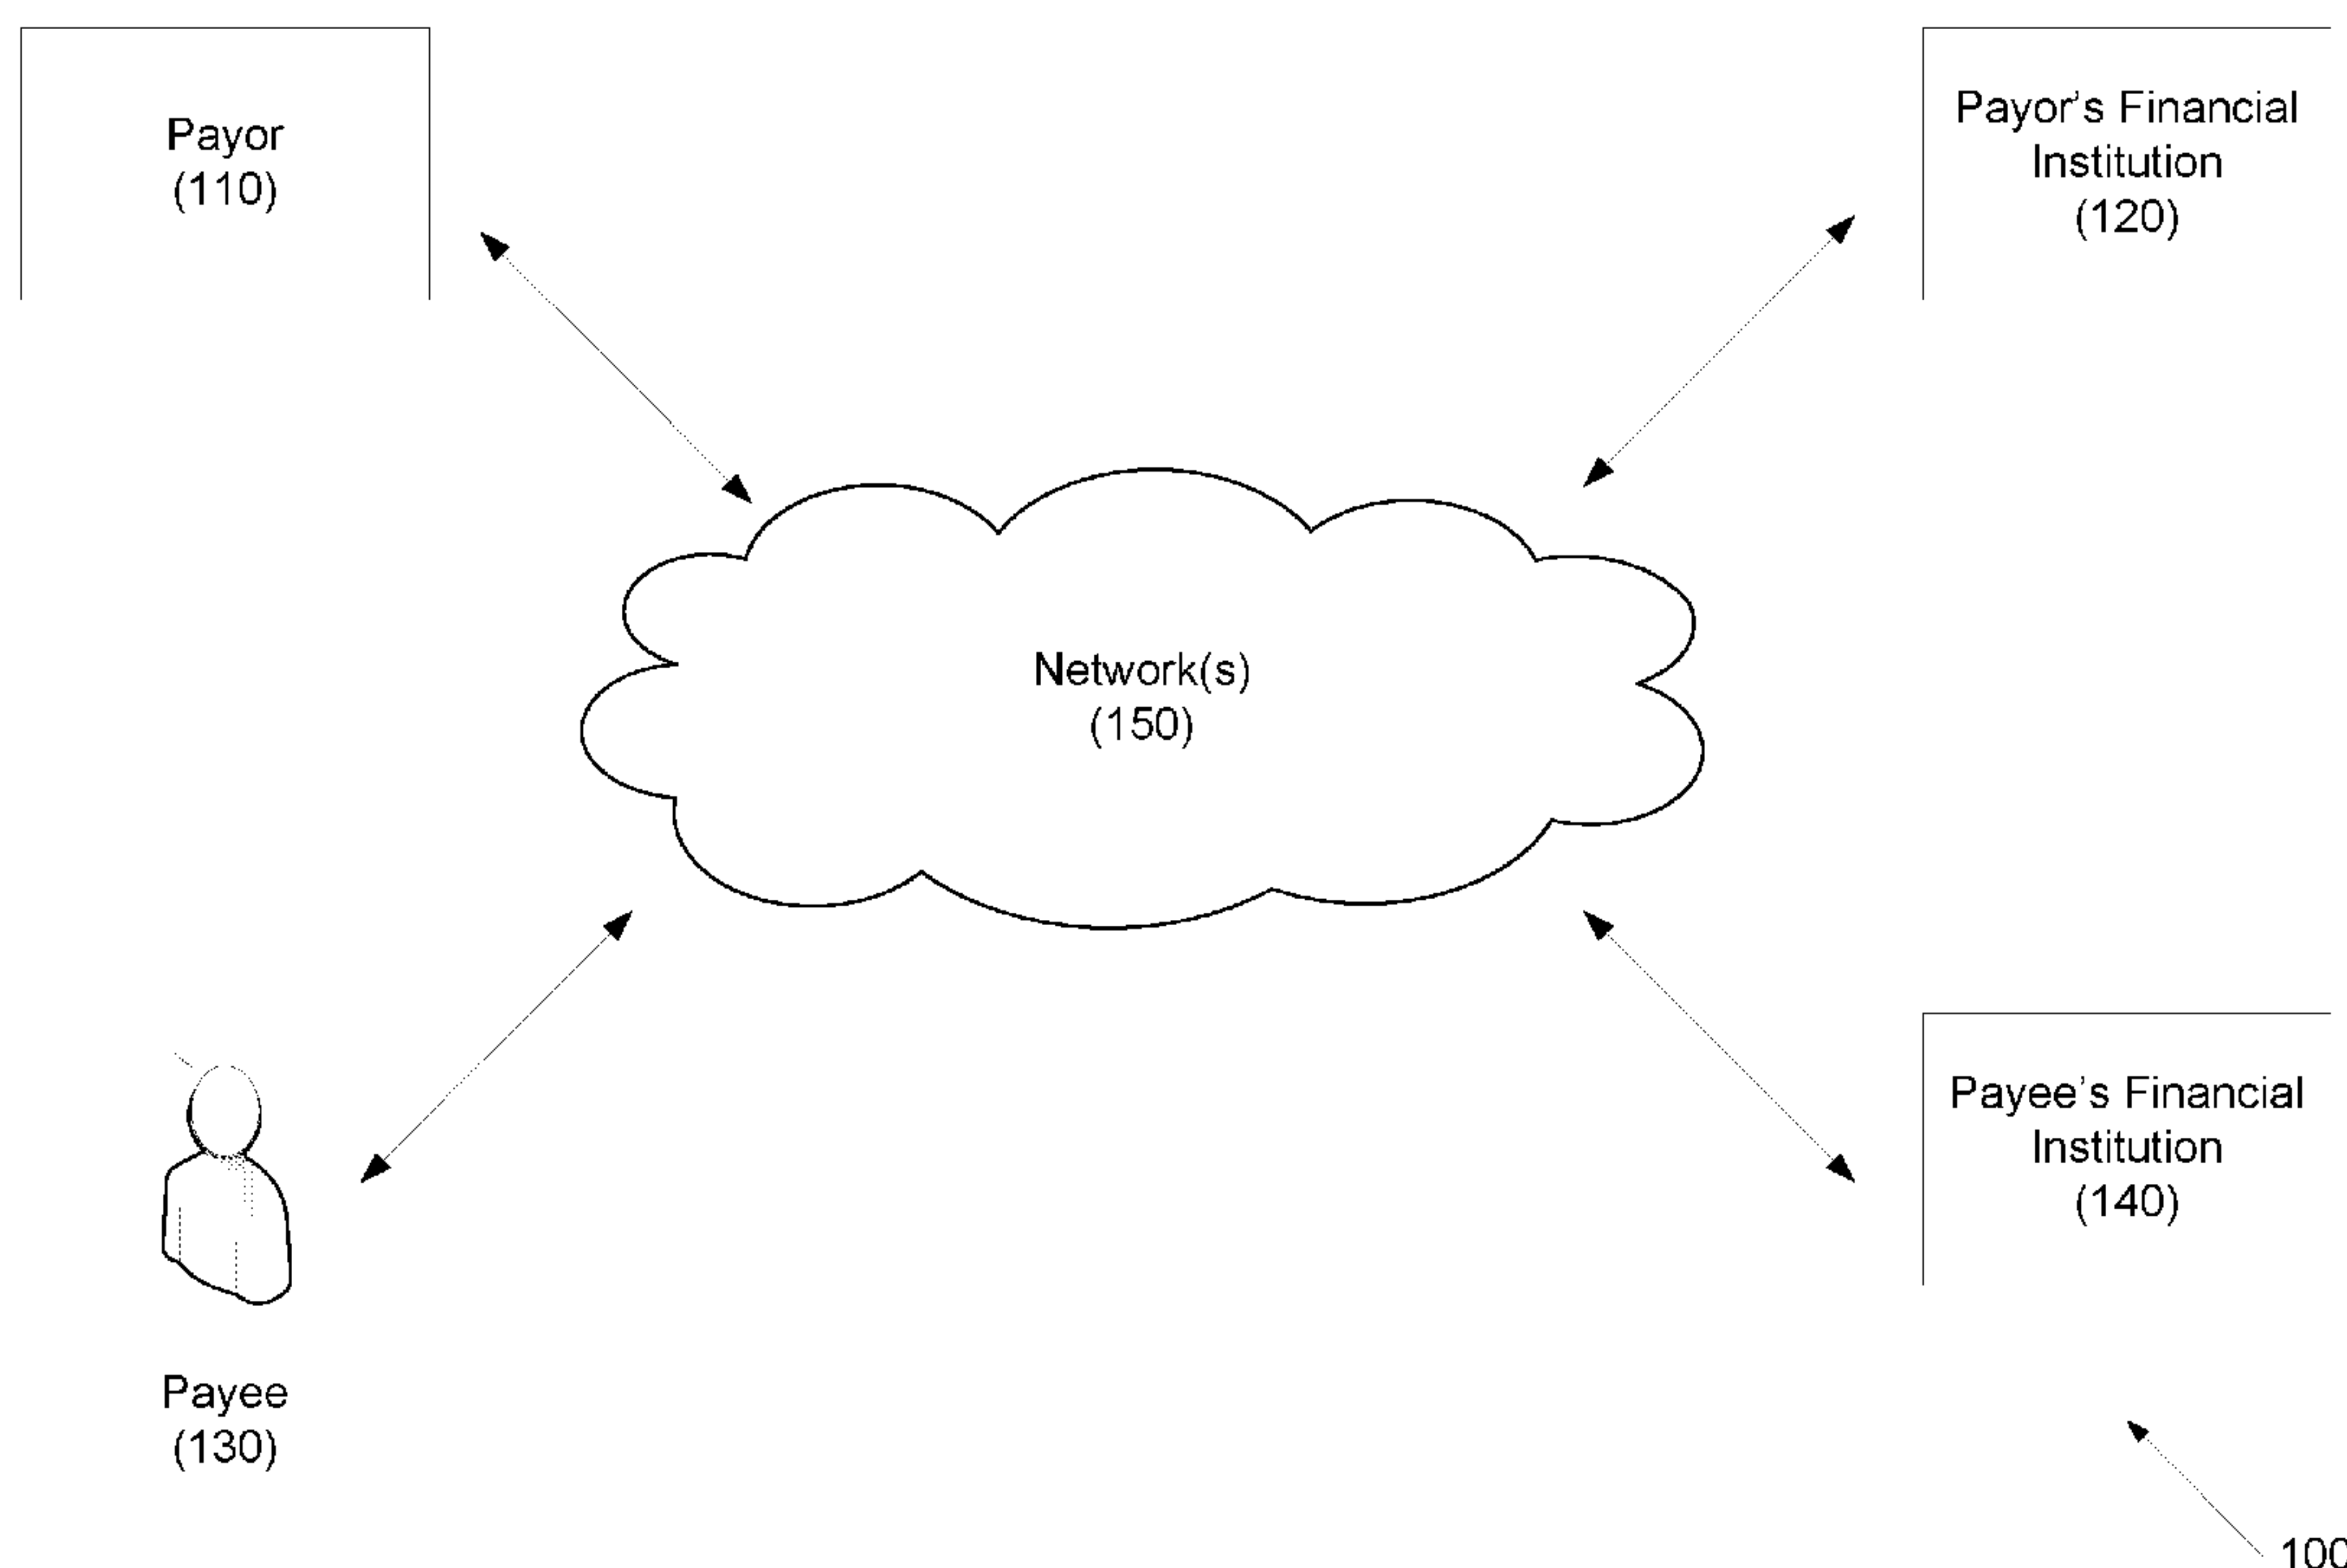 Payor
(110)
Payor's Financial
Institution
(120)
Network(s)
(150)
Payee's Financial
Institution
(140)
Payee
(130)
100